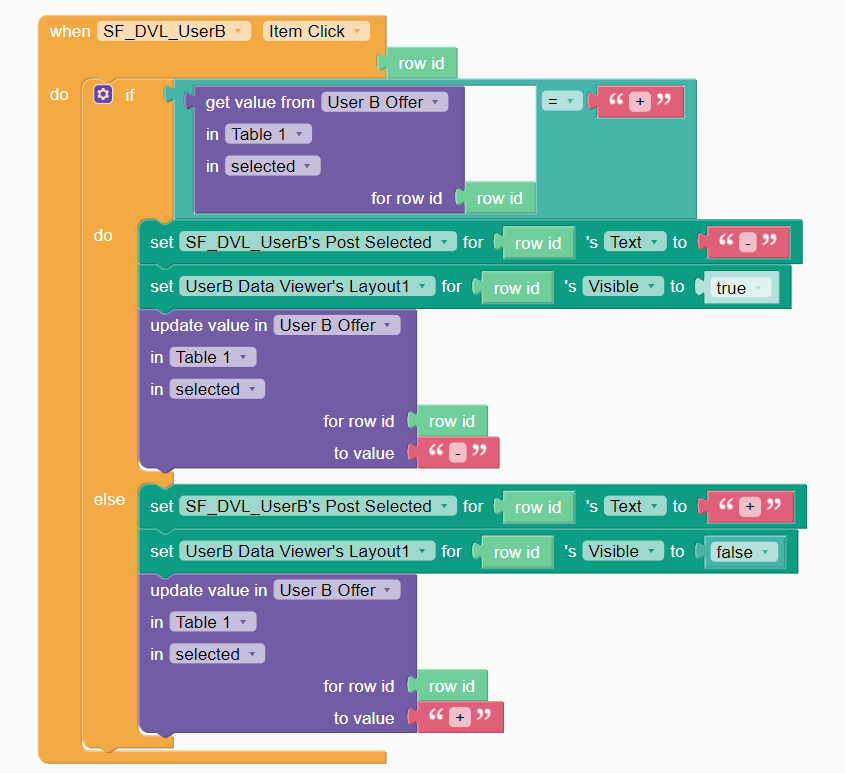 when SF_DVL_UserB Item Click
row id
do if get value from User B Offer = “ + ”
in Table 1
in selected
for row id row id
do set SF_DVL_UserB's Post Selected for row id 's Text to “ - ”
set UserB Data Viewer's Layout1 for row id 's Visible to true
update value in User B Offer
in Table 1
in selected
for row id row id
to value “ - ”
else set SF_DVL_UserB's Post Selected for row id 's Text to “ + ”
set UserB Data Viewer's Layout1 for row id 's Visible to false
update value in User B Offer
in Table 1
in selected
for row id row id
to value “ + ”